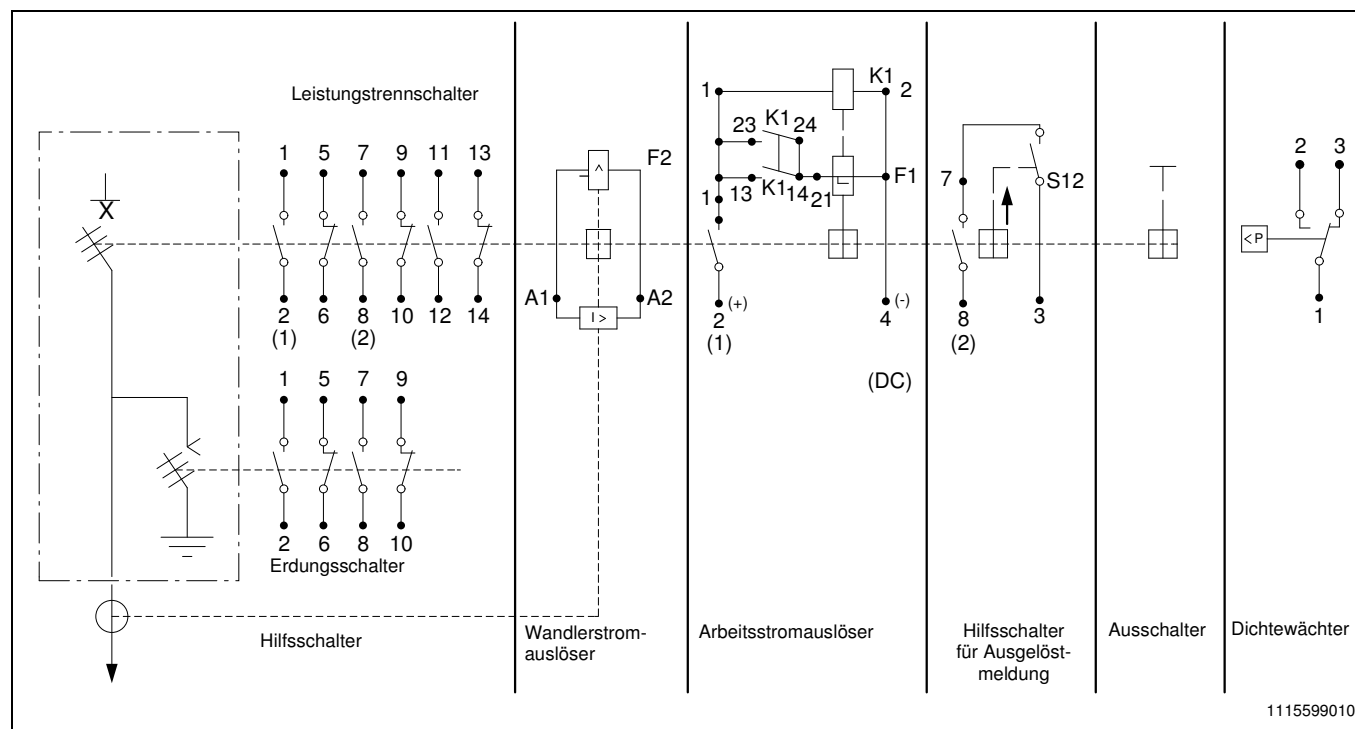 Leistungstrennschalter
1 5 7 9 11 13
2 6 8 10 12 14
(1) (2)
1 5 7 9
2 6 8 10
Erdungsschalter
Hilfsschalter
X
F2
A1 A2
I >
Wandlerstrom-
auslöser
1 K1 2
23 K1 24
13 K1 14 21 F1
1
2 (+) 4 (-)
(1)
(DC)
Arbeitsstromauslöser
7 S12
8 3
(2)
Hilfsschalter
für Ausgelöst-
meldung
Ausschalter
2 3
<P
1
Dichtewächter
1115599010